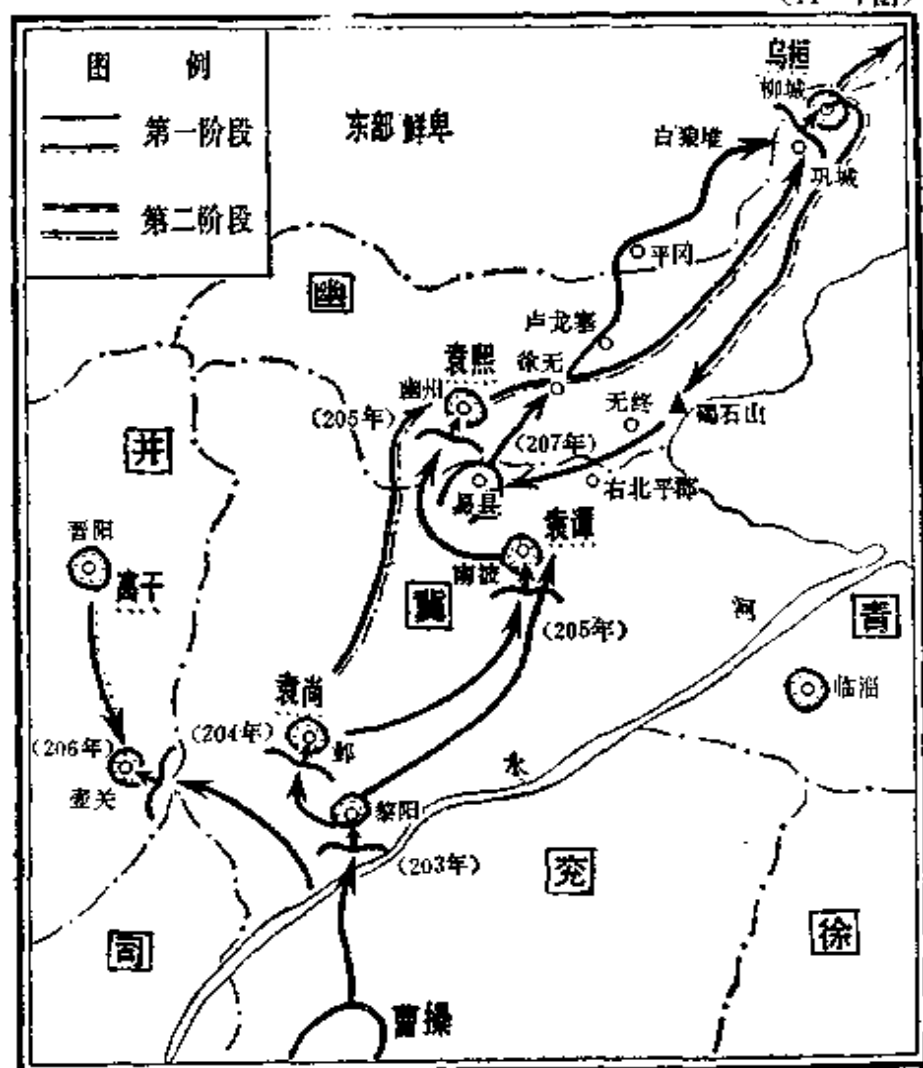 图 例
第一阶段
第二阶段
东部鲜卑
乌桓
柳城
白狼堆
巩城
平冈
幽
卢龙塞
袁熙
徐无
幽州
无终
碣石山
(205年)
(207年)
并
易县
右北平郡
晋阳
袁谭
高干
南波
冀
河
青
(205年)
临淄
袁尚
(204年)
(206年)
邺
水
壶关
黎阳
(203年)
兖
徐
司
曹操